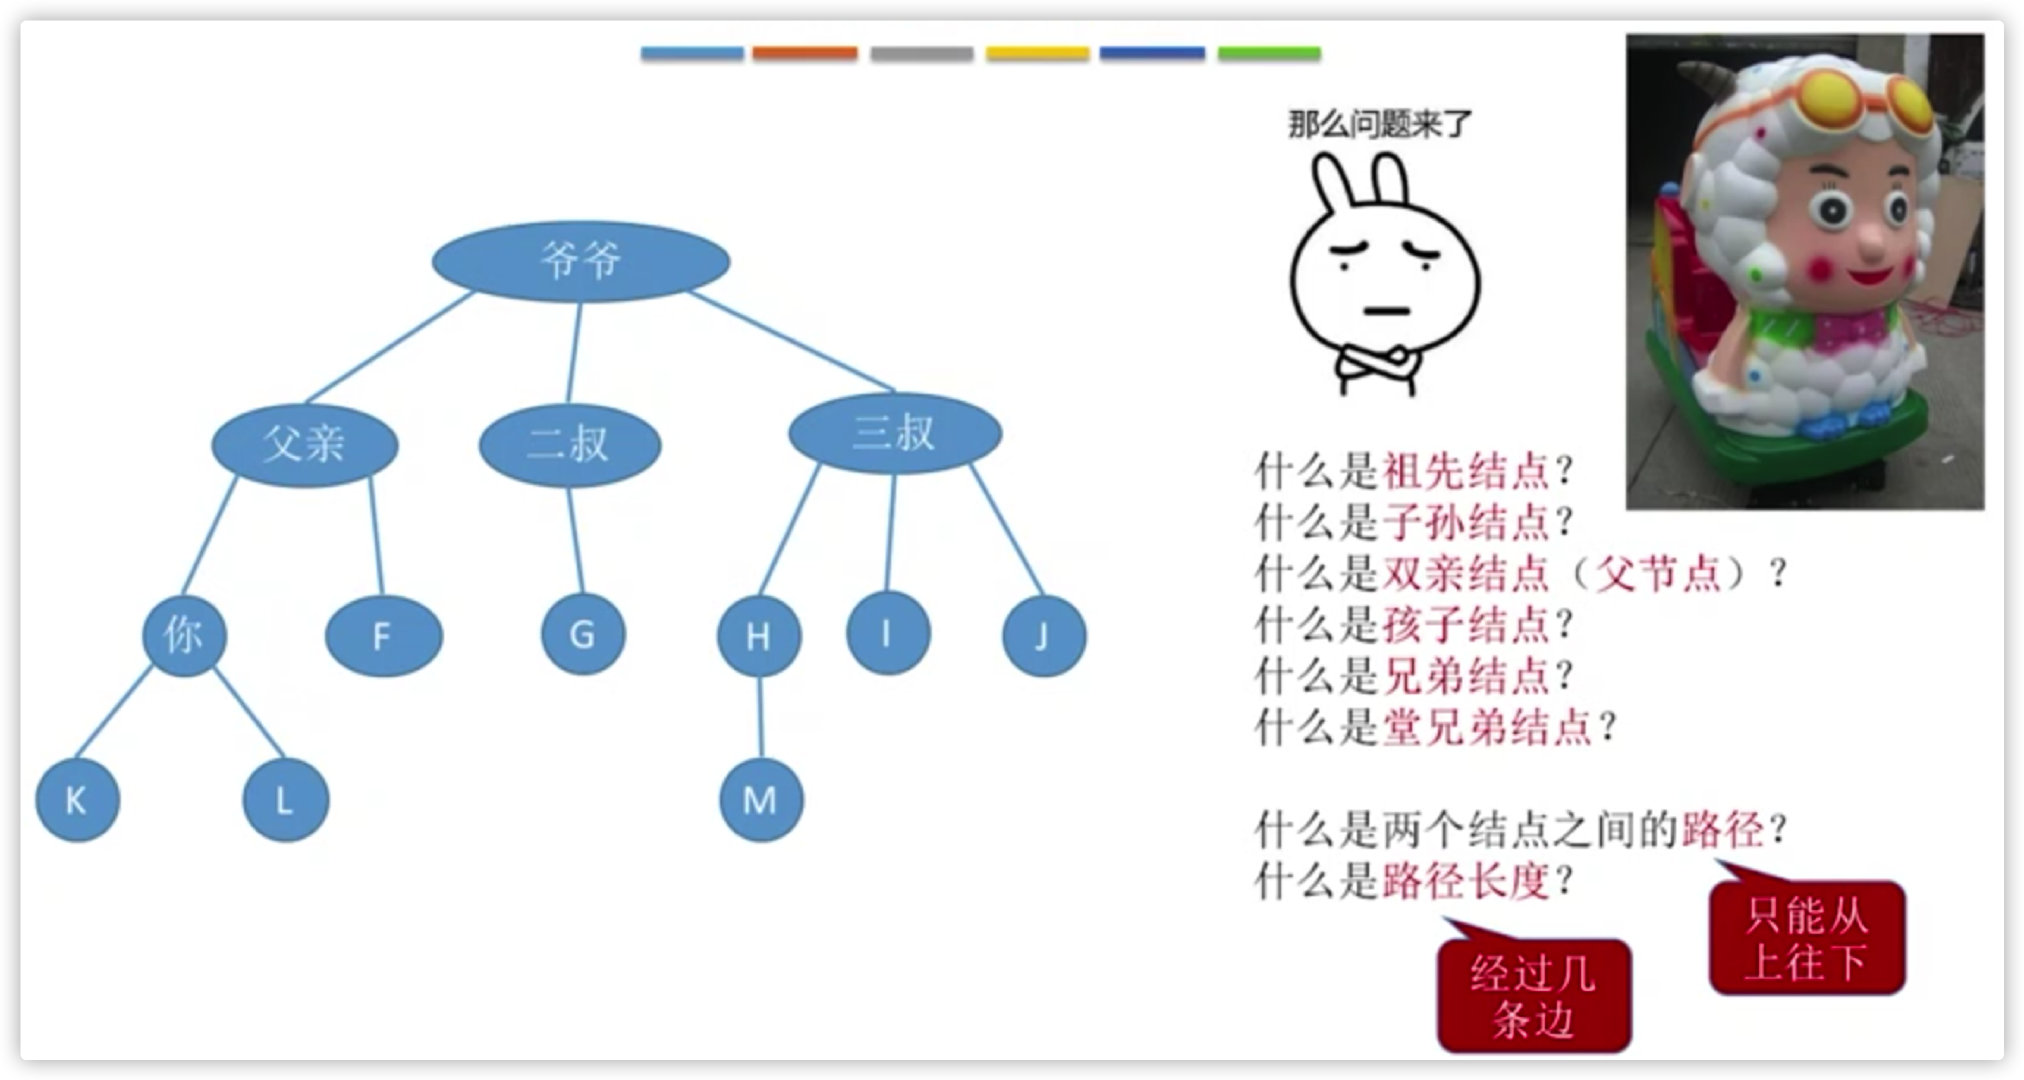 那么问题来了
爷爷
父亲
二叔
三叔
你
F
G
H
I
J
K
L
M
什么是祖先结点？
什么是子孙结点？
什么是双亲结点（父节点）？
什么是孩子结点？
什么是兄弟结点？
什么是堂兄弟结点？
什么是两个结点之间的路径？
什么是路径长度？
只能从
上往下
经过几
条边